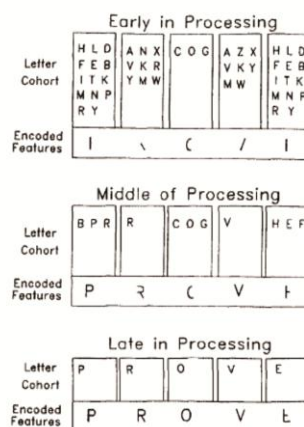 Early in Processing
Letter Cohort
H L D A N X C O G A Z X H L D
F E B V K R V K Y F E B
I T K Y M W M W I T K
M N P M N P
R Y R Y
Encoded Features
I \ C / I
Middle of Processing
Letter Cohort
B P R R C O G V H E F
Encoded Features
P R C V F
Late in Processing
Letter Cohort
P R O V E
Encoded Features
P R O V E